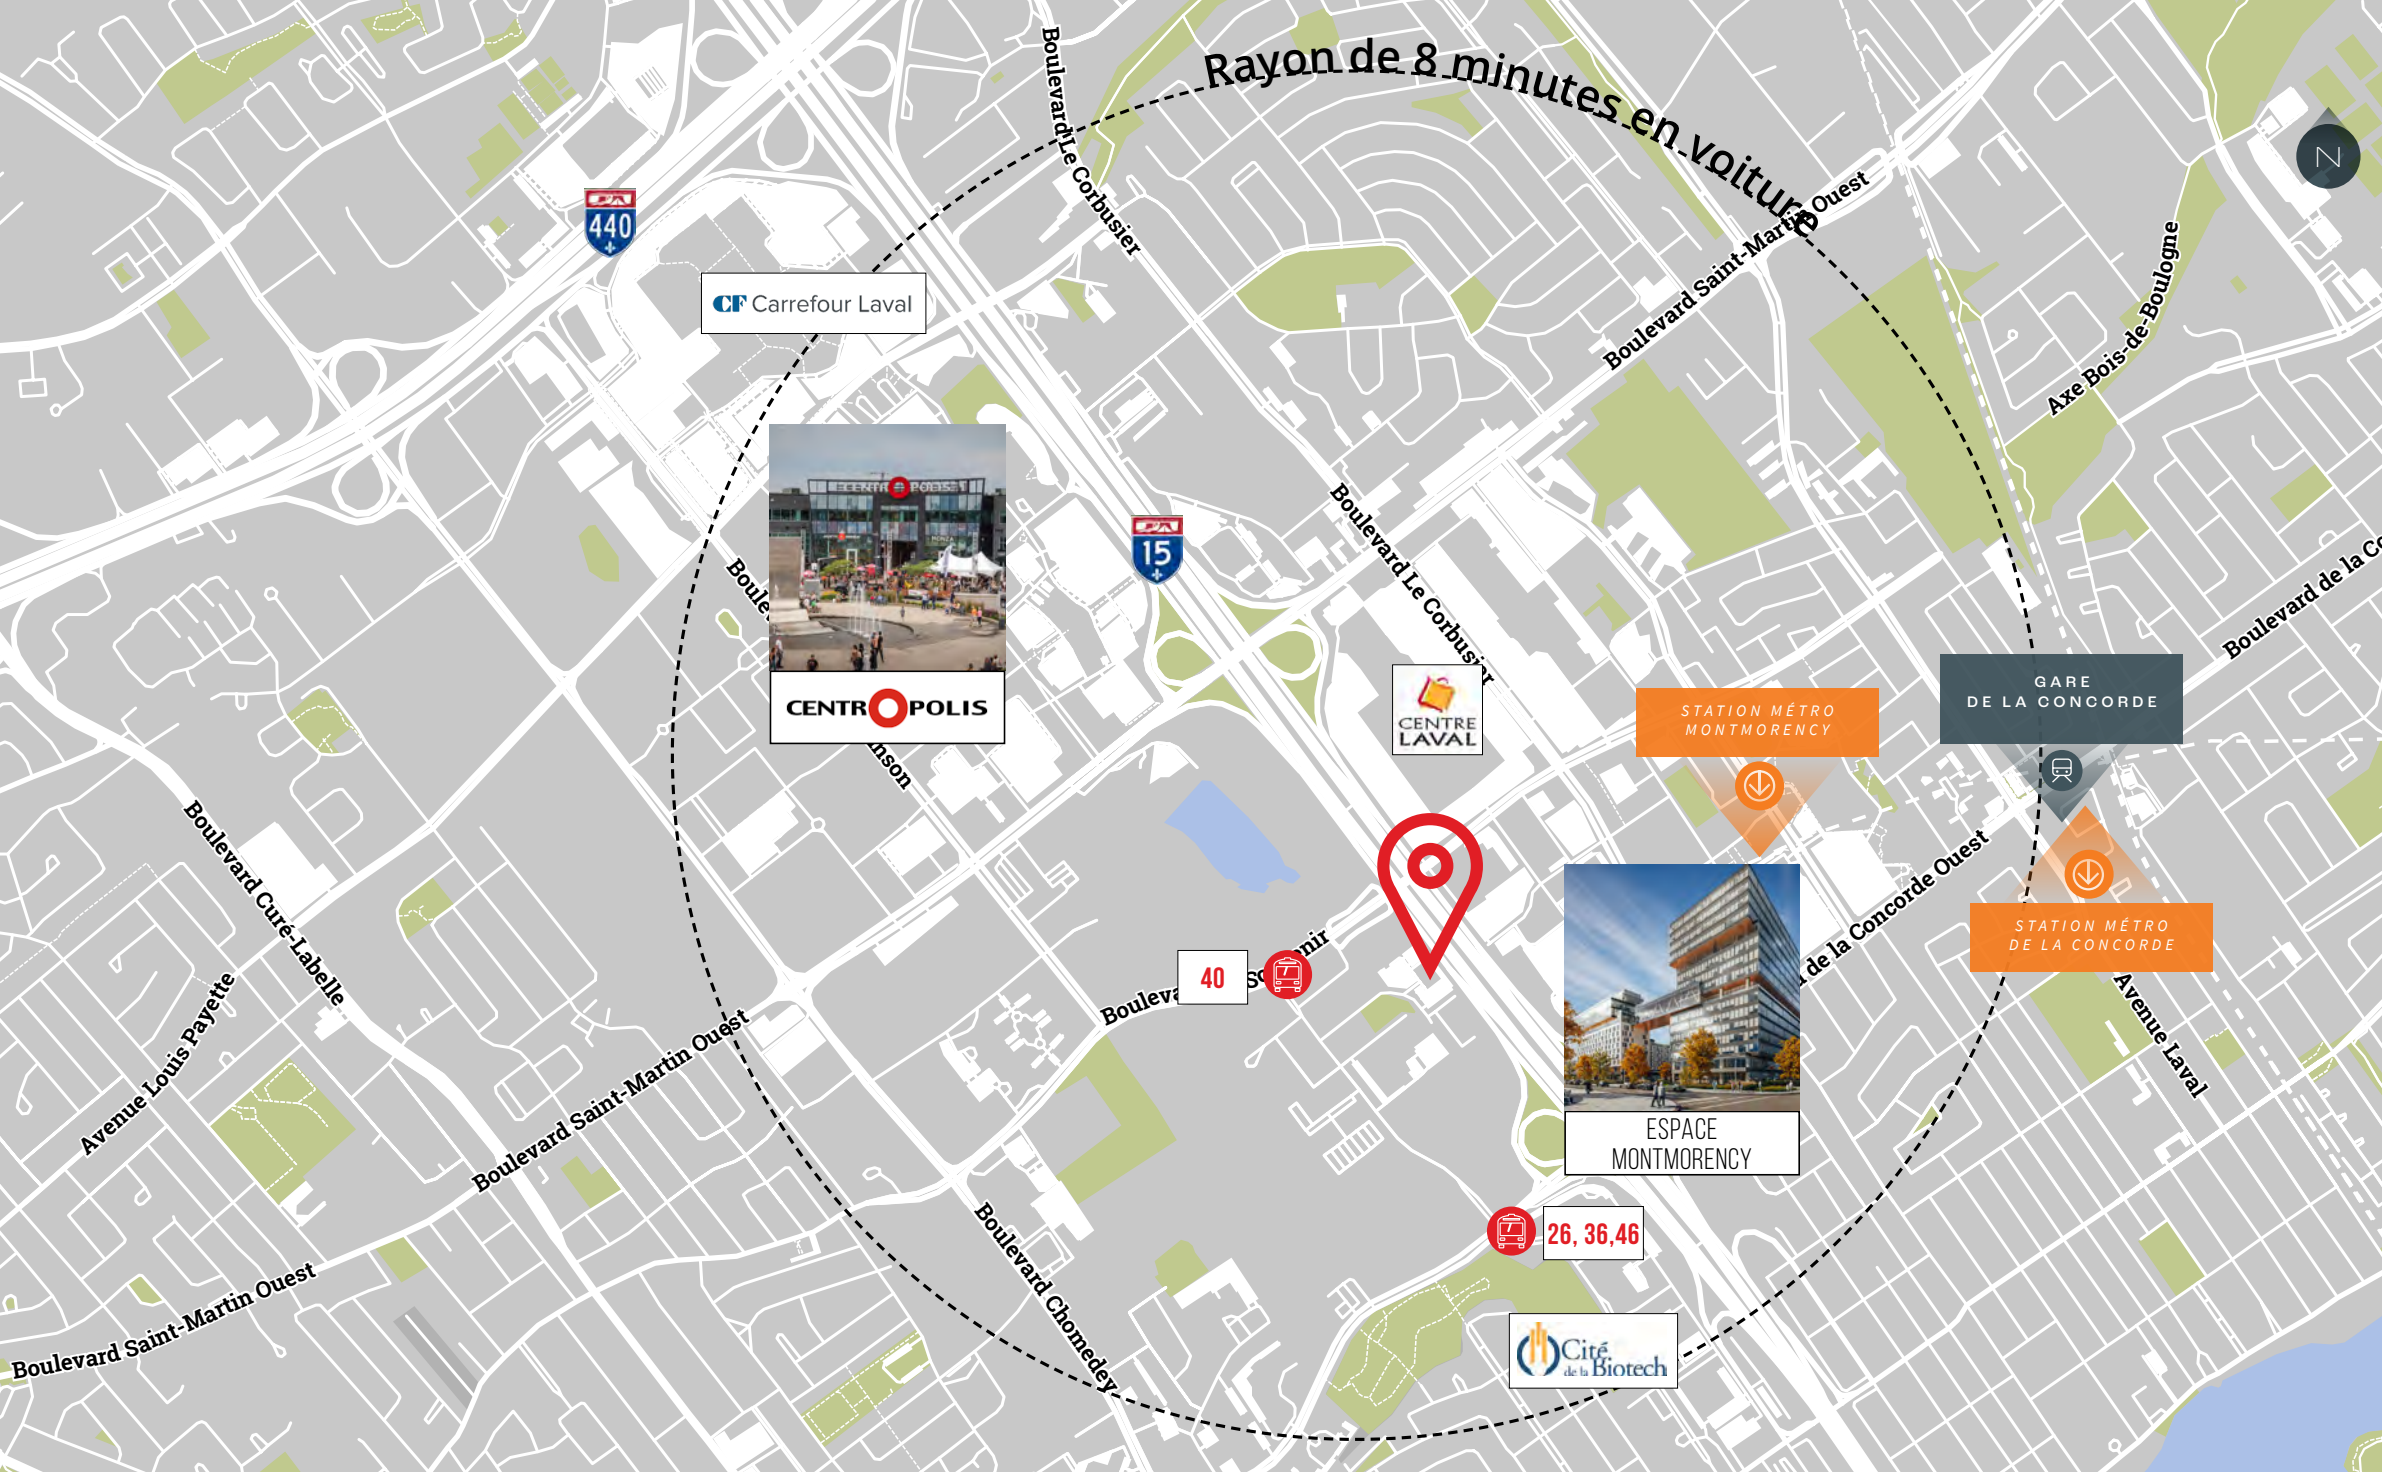 Rayon de 8 minutes en voiture
N
Boulevard Le Corbusier
440
CF Carrefour Laval
Boulevard Saint-Martin Ouest
Axe Bois-de-Boulogne
CENTROPOLIS
CENTROPOLIS
15
Boulevard Le Corbusier
Boulevard de la Co
GARE
DE LA CONCORDE
STATION MÉTRO
MONTMORENCY
CENTRE
LAVAL
Boulevard Curé-Labelle
de la Concorde Ouest
STATION MÉTRO
DE LA CONCORDE
40
Avenue Louis Payette
Boulevard Saint-Martin Ouest
Avenue Laval
ESPACE
MONTMORENCY
Boulevard Chomedey
26, 36,46
Boulevard Saint-Martin Ouest
Cité
de la Biotech